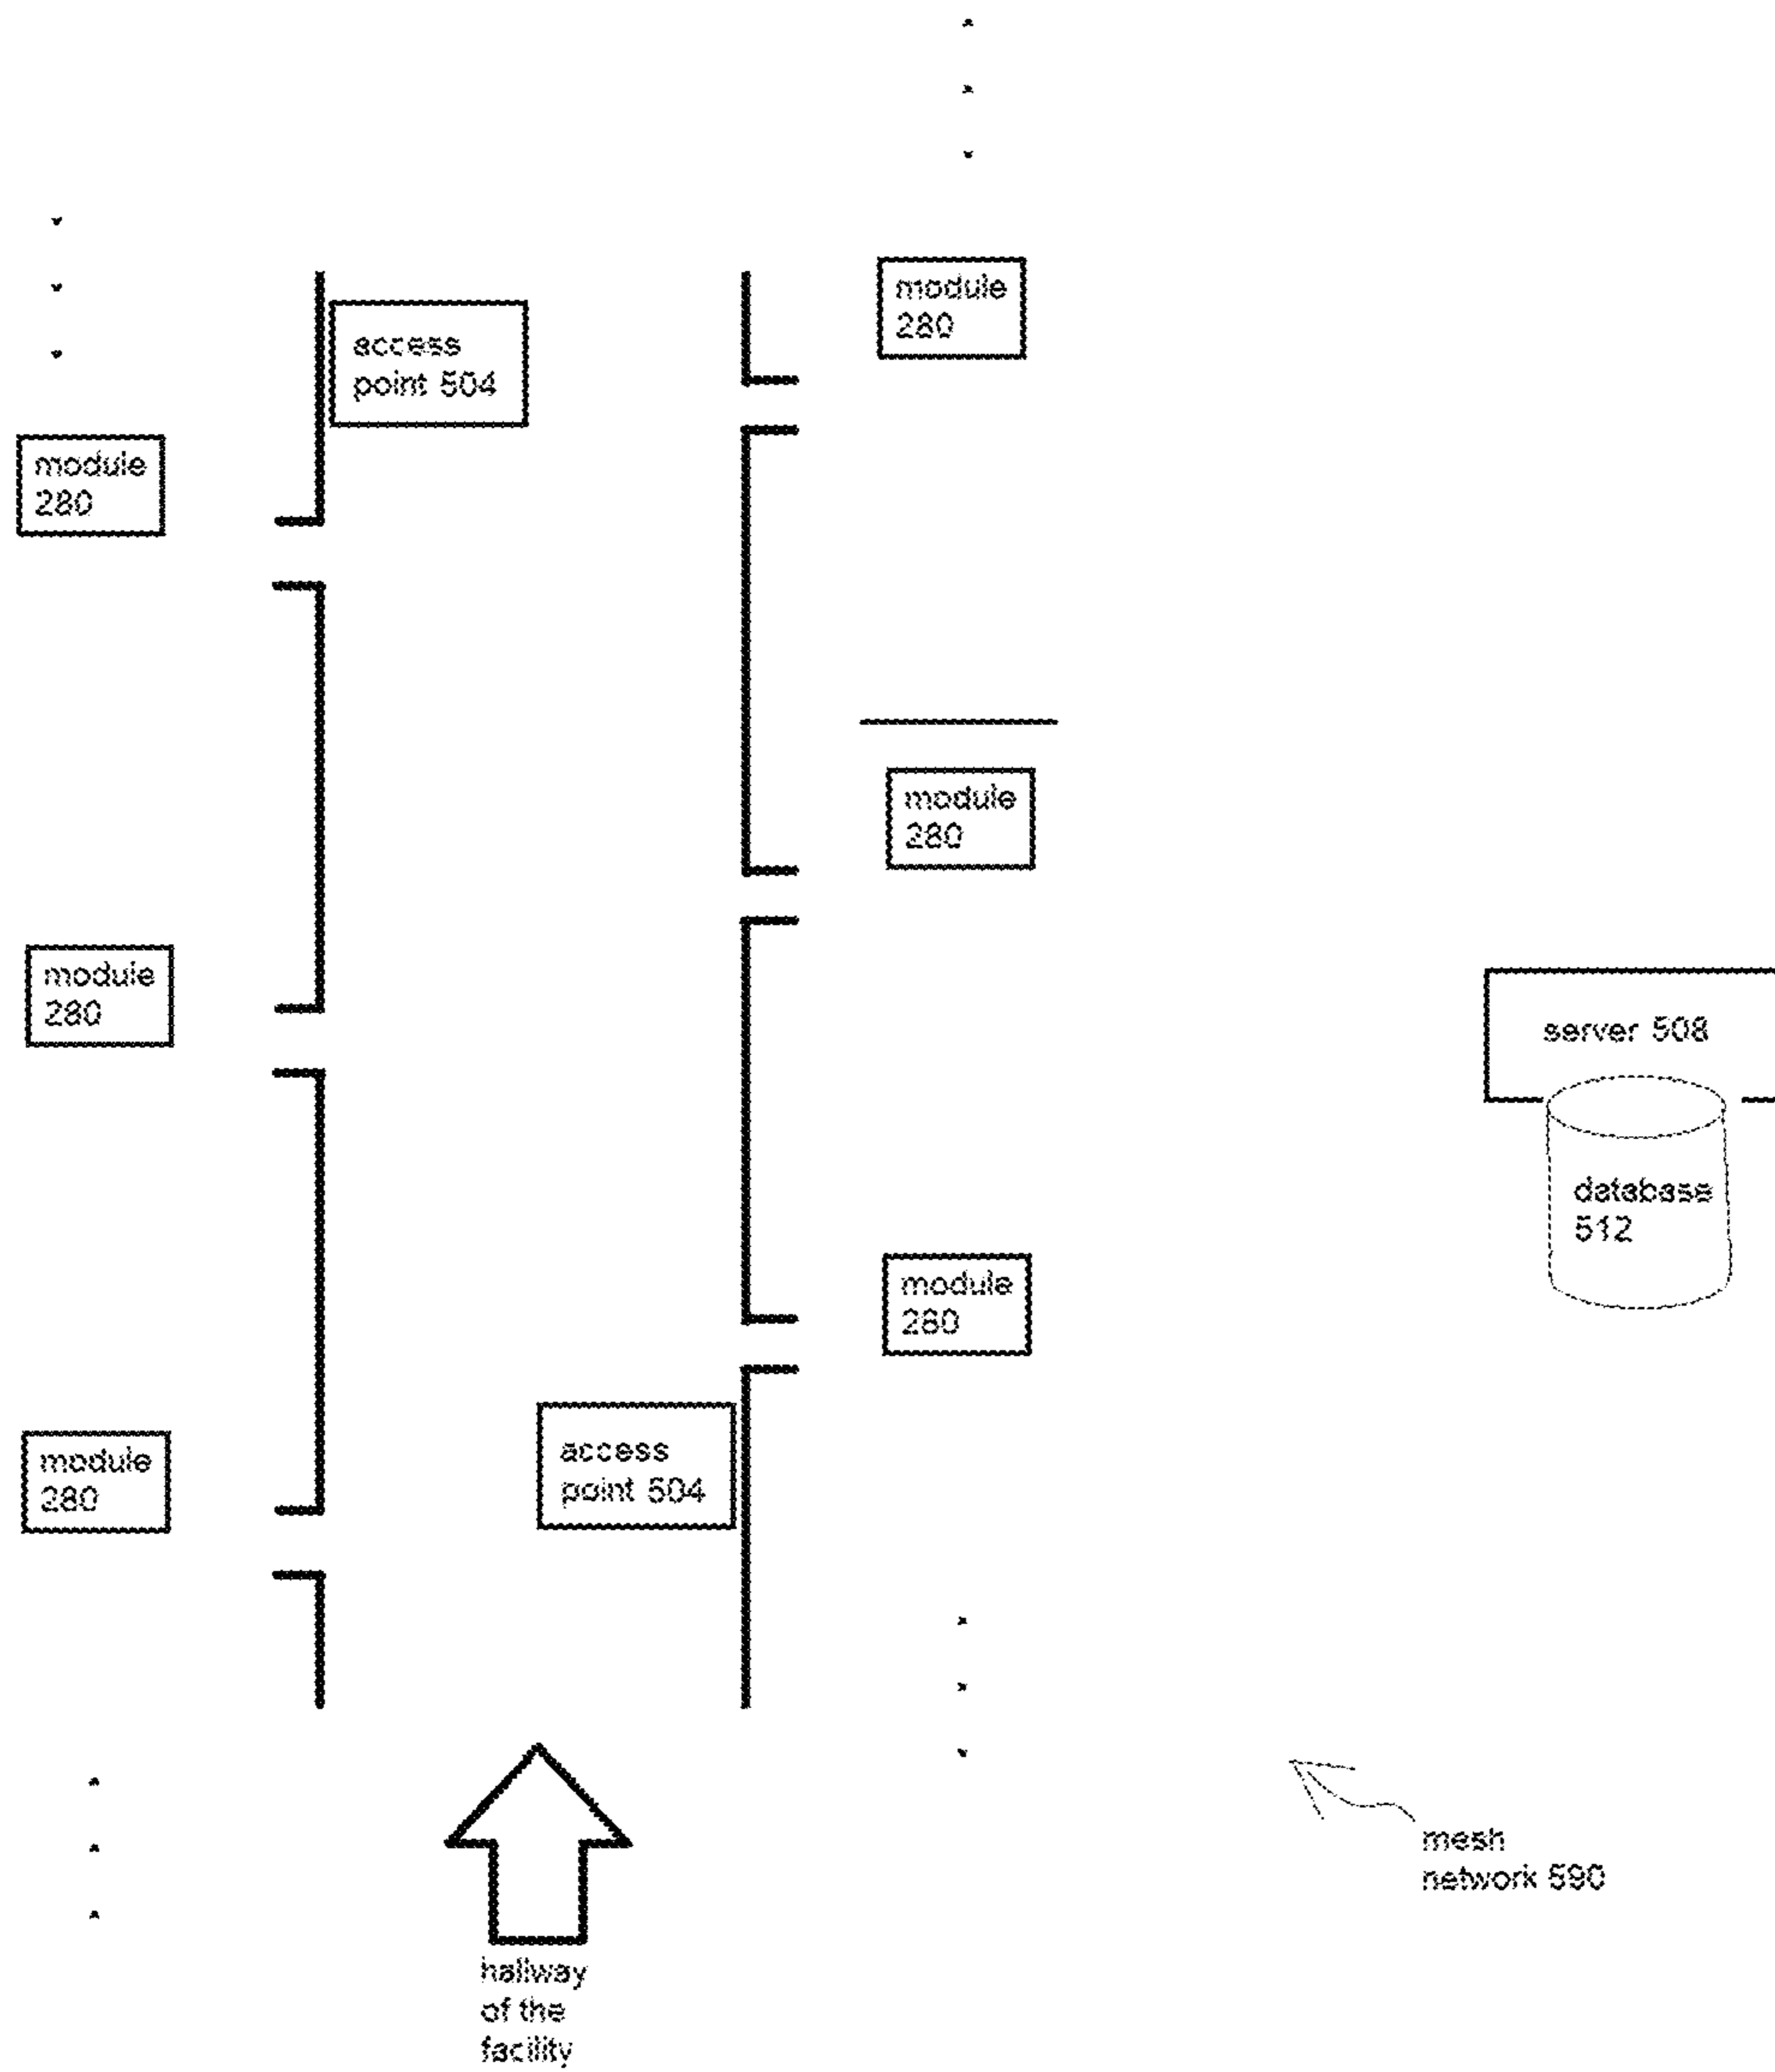 module
280
access
point 504
module
280
module
280
module
280
server 508
database
512
module
280
access
point 504
module
280
mesh
network 590
hallway
of the
facility